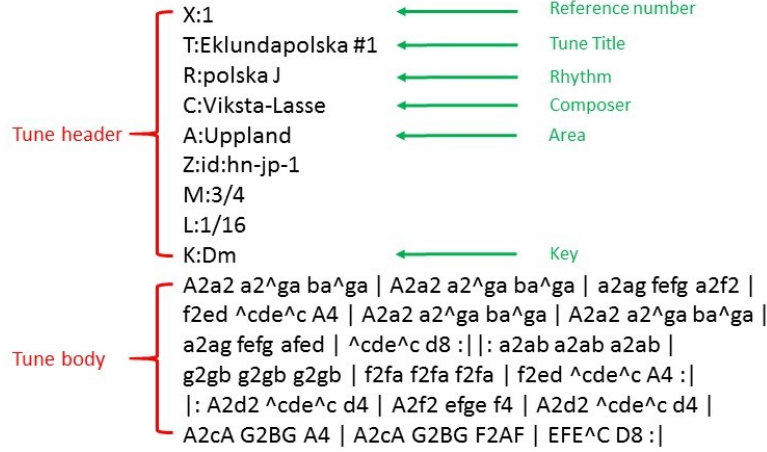 X:1 Reference number
T:Eklundapolska #1 Tune Title
R:polska J Rhythm
C:Viksta-Lasse Composer
Tune header A:Uppland Area
Z:id:hn-jp-1
M:3/4
L:1/16
K:Dm Key
A2a2 a2^ga ba^ga | A2a2 a2^ga ba^ga | a2ag fefg a2f2 |
f2ed ^cde^c A4 | A2a2 a2^ga ba^ga | A2a2 a2^ga ba^ga |
Tune body a2ag fefg afed | ^cde^c d8 :||: a2ab a2ab a2ab |
g2gb g2gb g2gb | f2fa f2fa f2fa | f2ed ^cde^c A4 :|
|: A2d2 ^cde^c d4 | A2f2 efge f4 | A2d2 ^cde^c d4 |
A2cA G2BG A4 | A2cA G2BG F2AF | EFE^C D8 :|